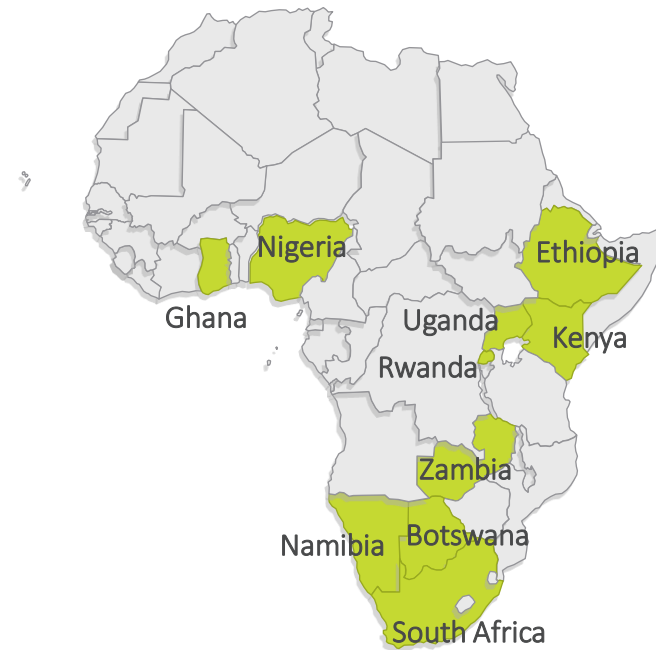 Nigeria
Ethiopia
Ghana
Uganda
Kenya
Rwanda
Zambia
Botswana
Namibia
South Africa